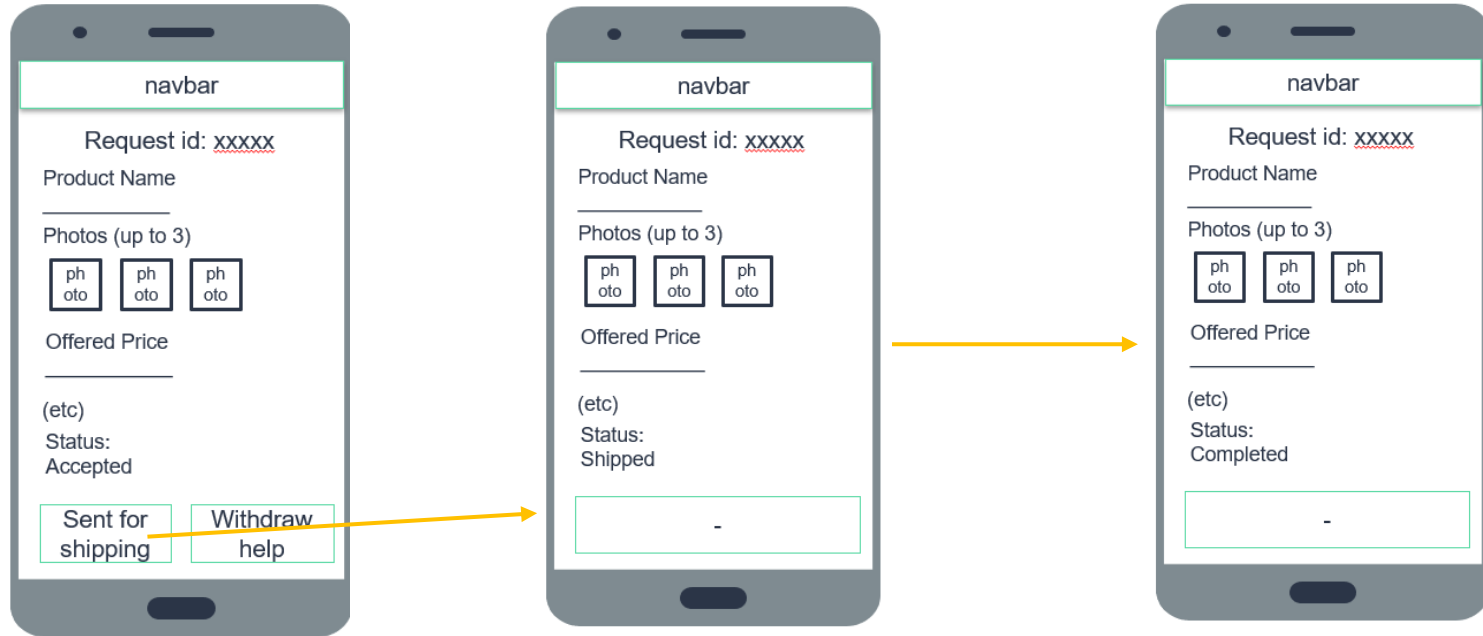 navbar
Request id: xxxxx
Product Name
Photos (up to 3)
ph
oto
ph
oto
ph
oto
Offered Price
(etc)
Status:
Accepted
Sent for
shipping
Withdraw
help
navbar
Request id: xxxxx
Product Name
Photos (up to 3)
ph
oto
ph
oto
ph
oto
Offered Price
(etc)
Status:
Shipped
-
navbar
Request id: xxxxx
Product Name
Photos (up to 3)
ph
oto
ph
oto
ph
oto
Offered Price
(etc)
Status:
Completed
-